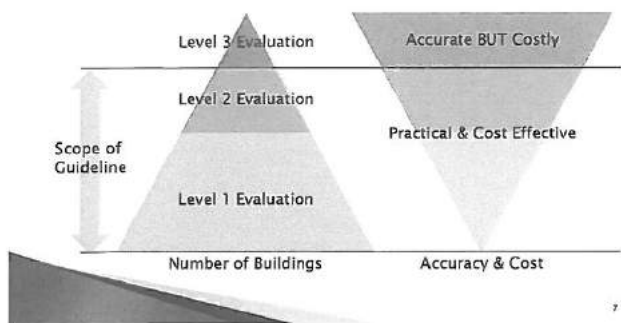 Level 3 Evaluation
Accurate BUT Costly
Level 2 Evaluation
Practical & Cost Effective
Scope of
Guideline
Level 1 Evaluation
Number of Buildings
Accuracy & Cost
7